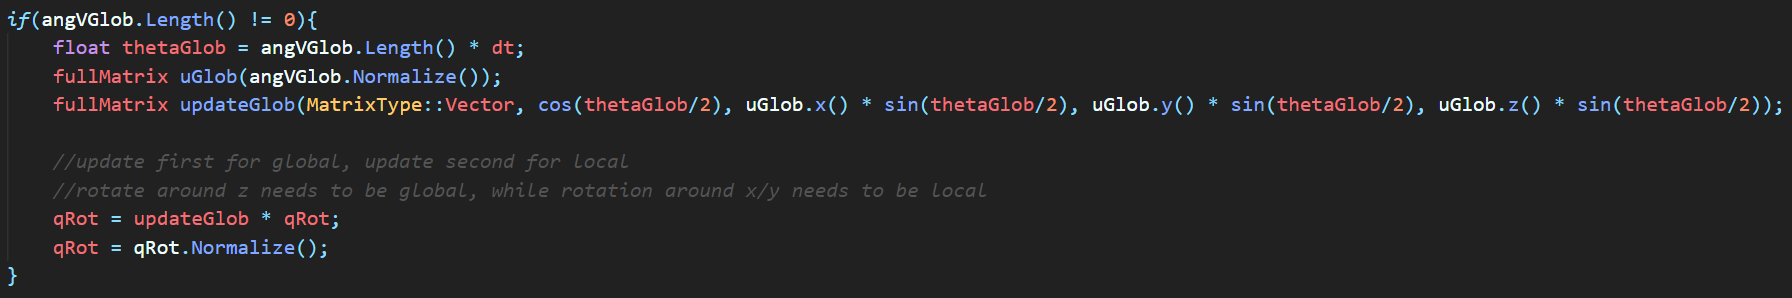 if(angVGlob.Length() != 0){
float thetaGlob = angVGlob.Length() * dt;
fullMatrix uGlob(angVGlob.Normalize());
fullMatrix updateGlob(MatrixType::Vector, cos(thetaGlob/2), uGlob.x() * sin(thetaGlob/2), uGlob.y() * sin(thetaGlob/2), uGlob.z() * sin(thetaGlob/2));
//update first for global, update second for local
//rotate around z needs to be global, while rotation around x/y needs to be local
qRot = updateGlob * qRot;
qRot = qRot.Normalize();
}